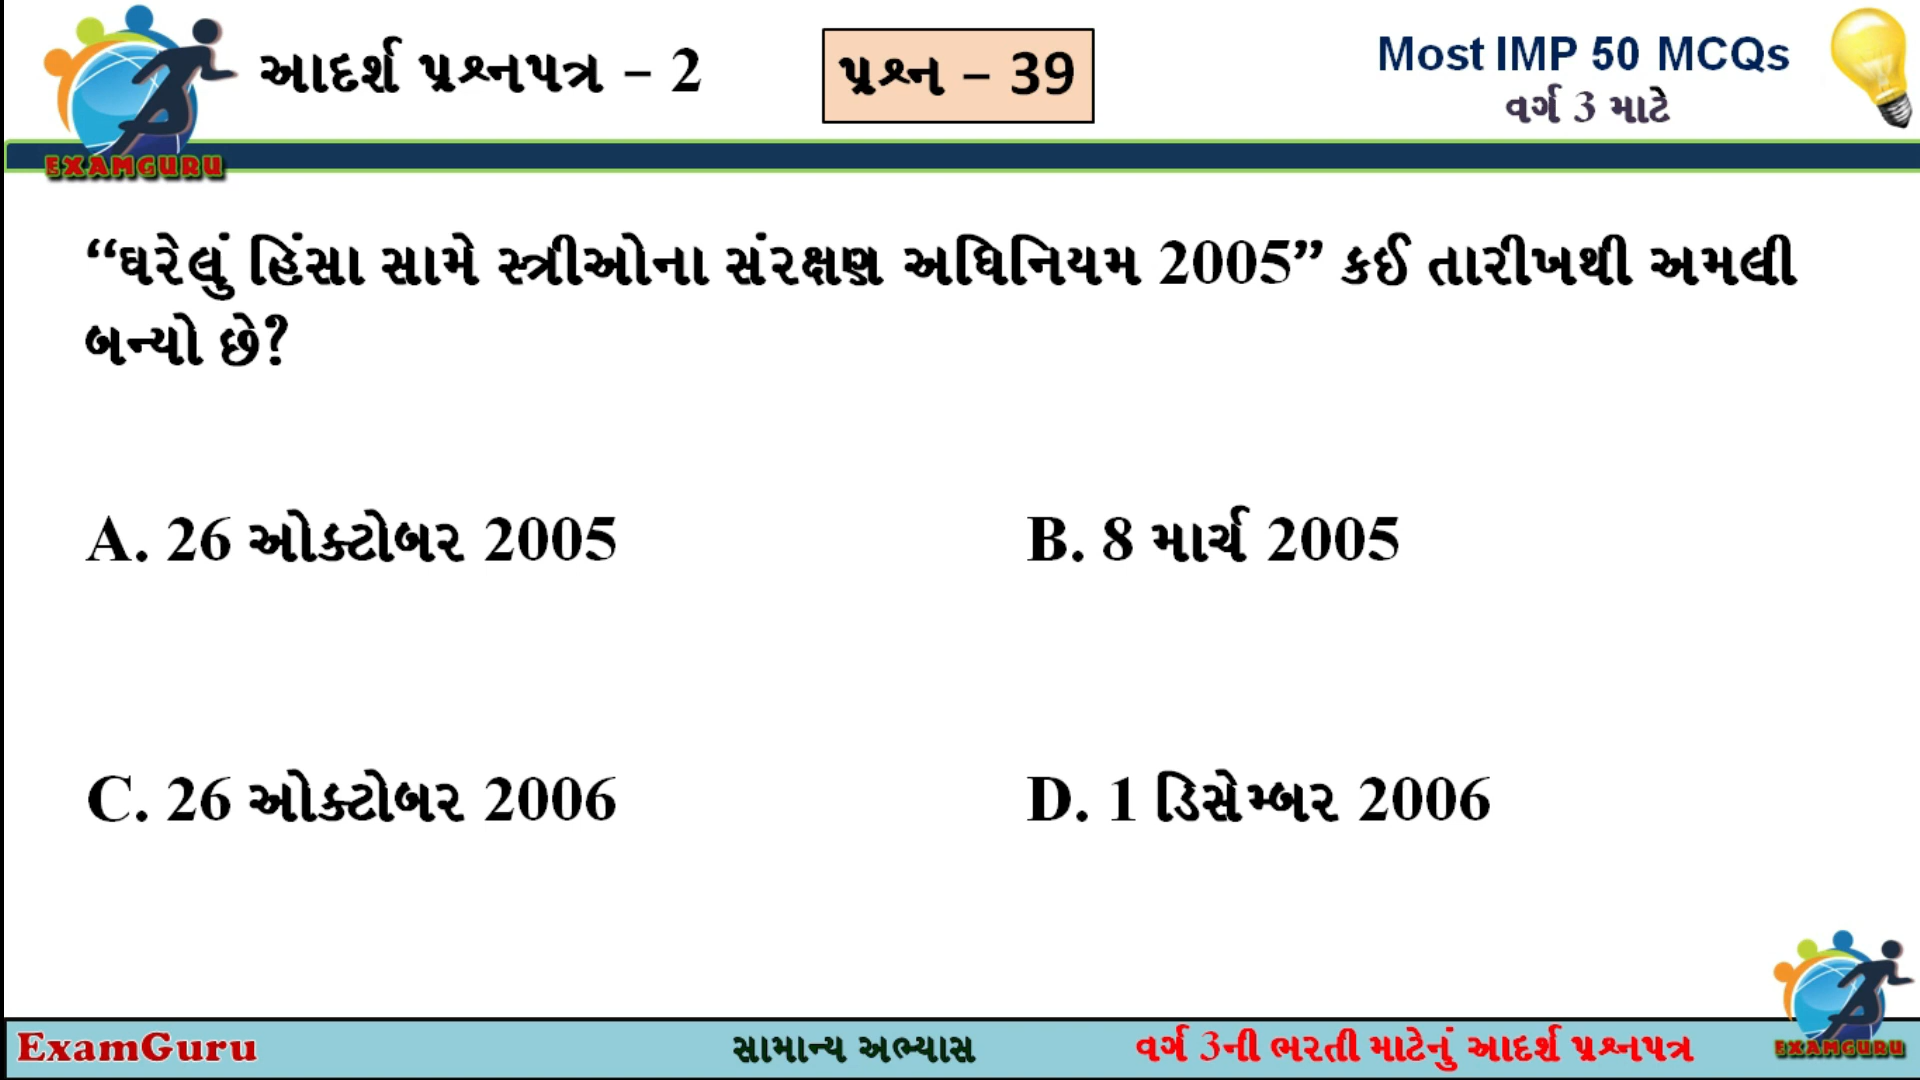 આદર્શ પ્રશ્નપત્ર – 2
પ્રશ્ન – 39
Most IMP 50 MCQs
વર્ગ 3 માટે
EXAMGURU
“ઘરેલું હિંસા સામે સ્ત્રીઓના સંરક્ષણ અધિનિયમ 2005” કઈ તારીખથી અમલી
બન્યો છે?
A. 26 ઓક્ટોબર 2005
B. 8 માર્ચ 2005
C. 26 ઓક્ટોબર 2006
D. 1 ડિસેમ્બર 2006
ExamGuru
સામાન્ય અભ્યાસ
વર્ગ 3ની ભરતી માટેનું આદર્શ પ્રશ્નપત્ર
EXAMGURU